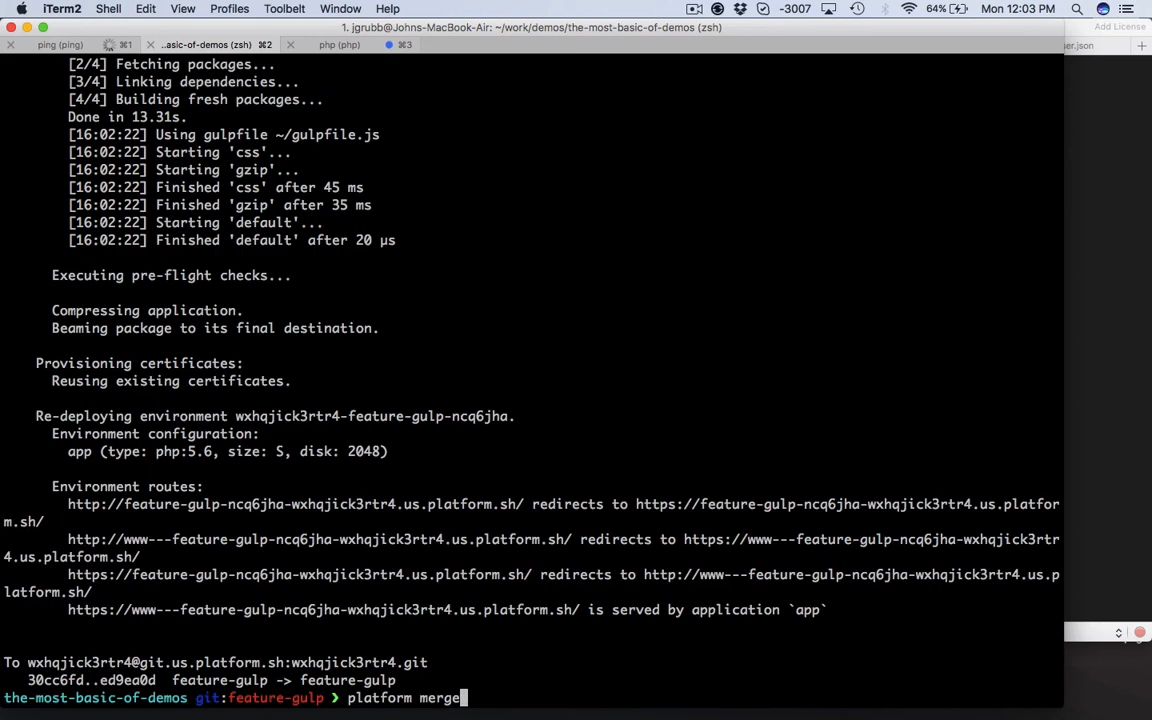 iTerm2 Shell Edit View Profiles Toolbelt Window Help -3007 64% Mon 12:03 PM
1. jgrubb@Johns-MacBook-Air: ~/work/demos/the-most-basic-of-demos (zsh)
Add License
ping (ping) ⌘1 ..asic-of-demos (zsh) ⌘2 php (php) ⌘3 er.json
[2/4] Fetching packages...
[3/4] Linking dependencies...
[4/4] Building fresh packages...
Done in 13.31s.
[16:02:22] Using gulpfile ~/gulpfile.js
[16:02:22] Starting 'css'...
[16:02:22] Starting 'gzip'...
[16:02:22] Finished 'css' after 45 ms
[16:02:22] Finished 'gzip' after 35 ms
[16:02:22] Starting 'default'...
[16:02:22] Finished 'default' after 20 μs
Executing pre-flight checks...
Compressing application.
Beaming package to its final destination.
Provisioning certificates:
Reusing existing certificates.
Re-deploying environment wxhqjick3rtr4-feature-gulp-ncq6jha.
Environment configuration:
app (type: php:5.6, size: S, disk: 2048)
Environment routes:
http://feature-gulp-ncq6jha-wxhqjick3rtr4.us.platform.sh/ redirects to https://feature-gulp-ncq6jha-wxhqjick3rtr4.us.platfor
m.sh/
http://www---feature-gulp-ncq6jha-wxhqjick3rtr4.us.platform.sh/ redirects to https://www---feature-gulp-ncq6jha-wxhqjick3rtr
4.us.platform.sh/
https://feature-gulp-ncq6jha-wxhqjick3rtr4.us.platform.sh/ redirects to http://www---feature-gulp-ncq6jha-wxhqjick3rtr4.us.p
latform.sh/
https://www---feature-gulp-ncq6jha-wxhqjick3rtr4.us.platform.sh/ is served by application `app`
To wxhqjick3rtr4@git.us.platform.sh:wxhqjick3rtr4.git
30cc6fd..ed9ea0d feature-gulp -> feature-gulp
the-most-basic-of-demos git:feature-gulp ❯ platform merge